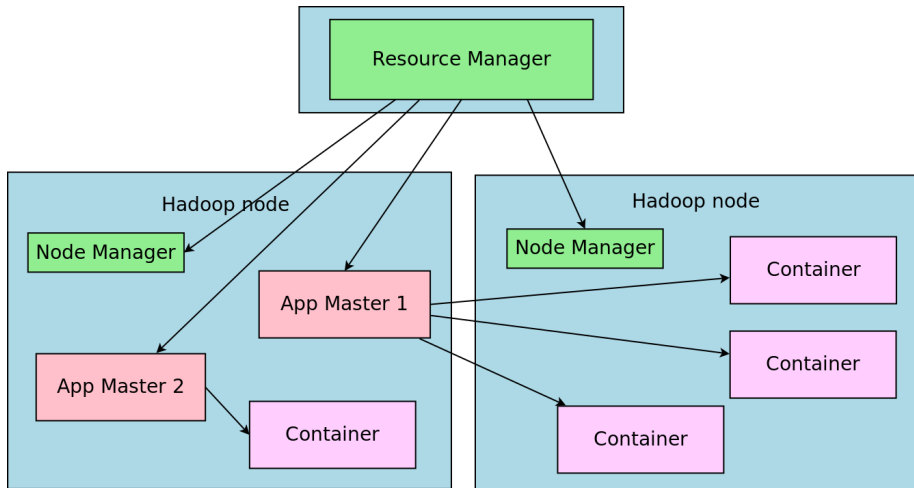 Resource Manager
Hadoop node
Node Manager
App Master 1
App Master 2
Container
Hadoop node
Node Manager
Container
Container
Container